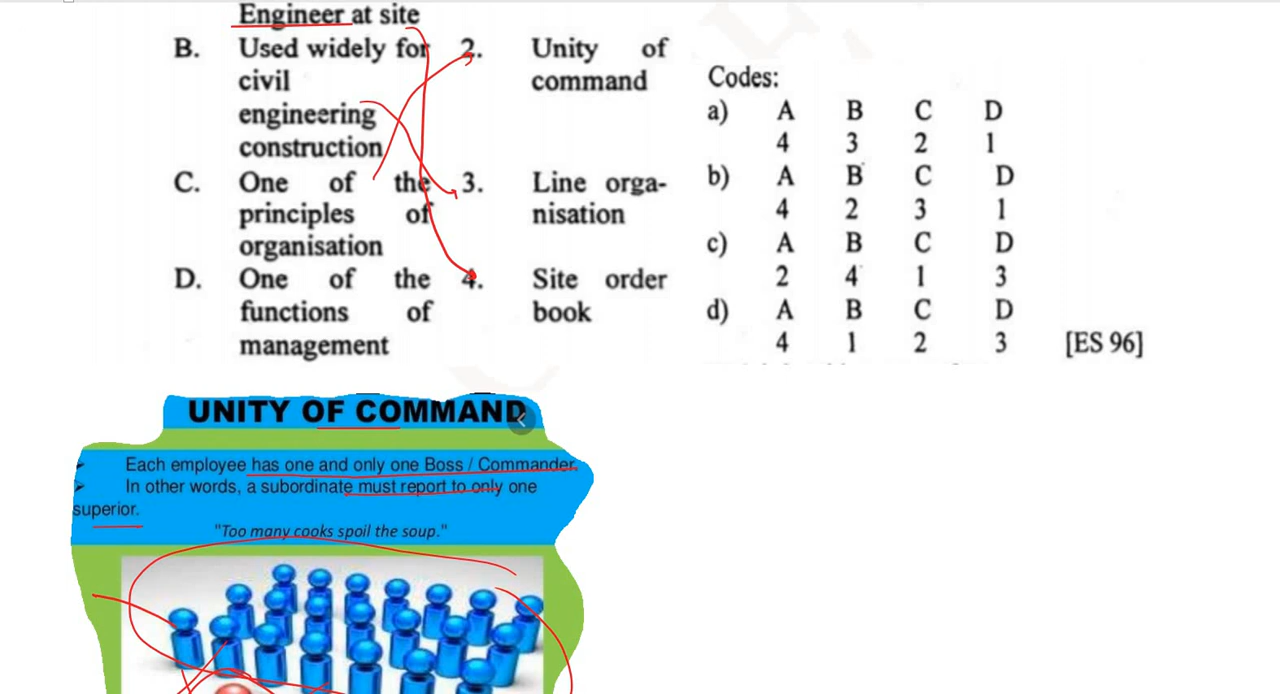 Engineer at site
B. Used widely for 2. Unity of
civil command
engineering
construction
C. One of the 3. Line orga-
principles of nisation
organisation
D. One of the 4. Site order
functions of book
management
Codes:
a) A B C D
4 3 2 1
b) A B C D
4 2 3 1
c) A B C D
2 4 1 3
d) A B C D
4 1 2 3 [ES 96]
UNITY OF COMMAND
Each employee has one and only one Boss / Commander.
In other words, a subordinate must report to only one
superior.
"Too many cooks spoil the soup."